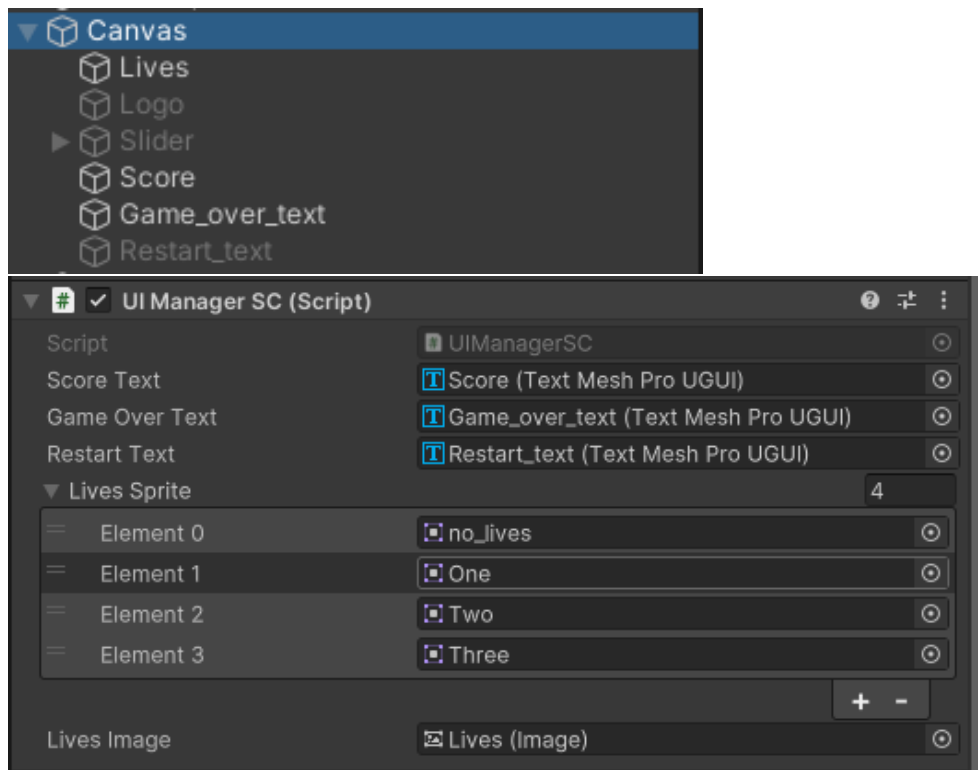 Canvas
Lives
Logo
Slider
Score
Game_over_text
Restart_text
# UI Manager SC (Script)
Script # UIManagerSC
Score Text T Score (Text Mesh Pro UGUI)
Game Over Text T Game_over_text (Text Mesh Pro UGUI)
Restart Text T Restart_text (Text Mesh Pro UGUI)
Lives Sprite 4
Element 0 no_lives
Element 1 One
Element 2 Two
Element 3 Three
+ -
Lives Image Lives (Image)